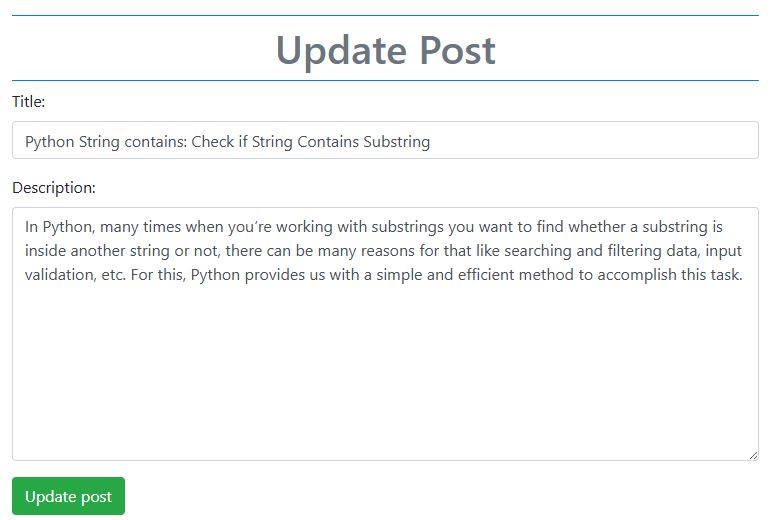 Update Post
Title:
Python String contains: Check if String Contains Substring
Description:
In Python, many times when you’re working with substrings you want to find whether a substring is
inside another string or not, there can be many reasons for that like searching and filtering data, input
validation, etc. For this, Python provides us with a simple and efficient method to accomplish this task.
Update post